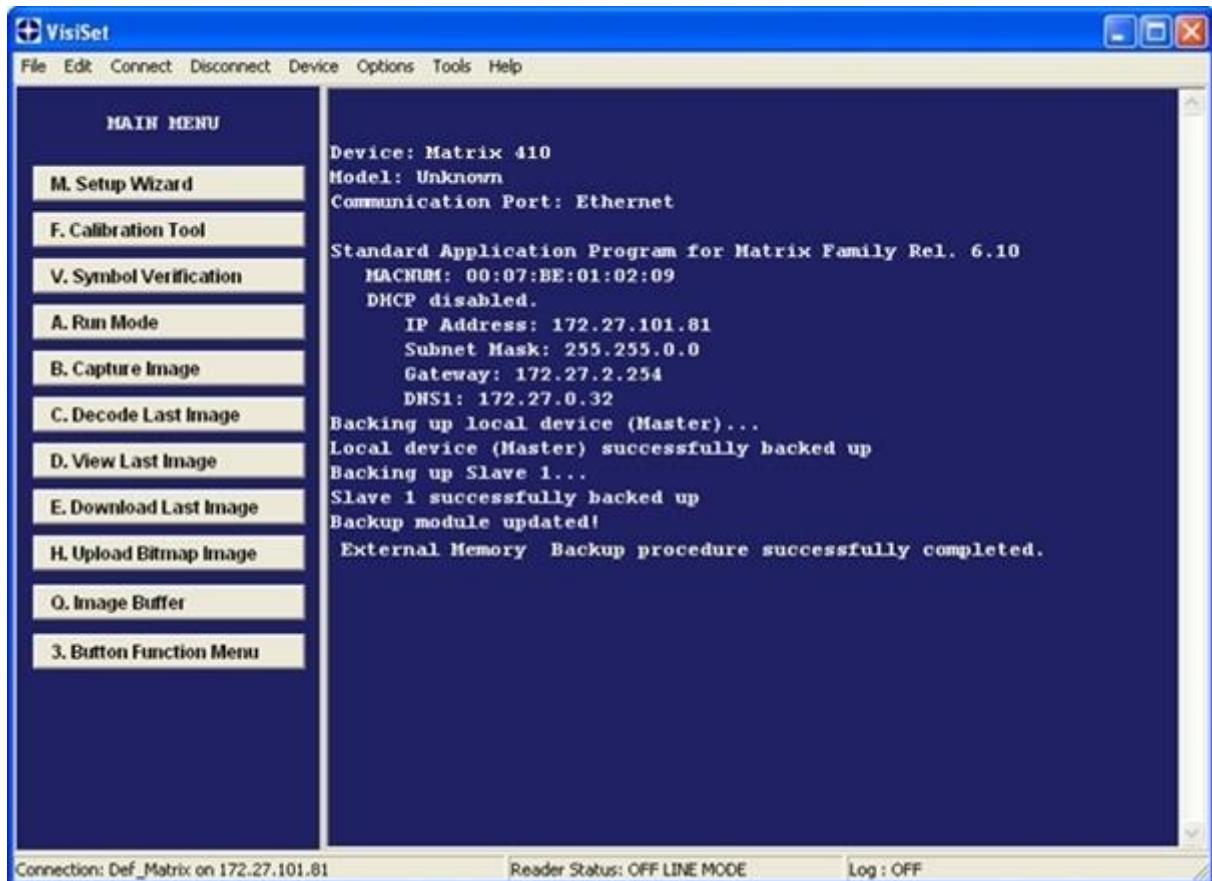 VisiSet
File Edit Connect Disconnect Device Options Tools Help
MAIN MENU
M. Setup Wizard
F. Calibration Tool
V. Symbol Verification
A. Run Mode
B. Capture Image
C. Decode Last Image
D. View Last Image
E. Download Last Image
H. Upload Bitmap Image
Q. Image Buffer
3. Button Function Menu
Device: Matrix 410
Model: Unknown
Communication Port: Ethernet
Standard Application Program for Matrix Family Rel. 6.10
MACNUM: 00:07:BE:01:02:09
DHCP disabled.
IP Address: 172.27.101.81
Subnet Mask: 255.255.0.0
Gateway: 172.27.2.254
DNS1: 172.27.0.32
Backing up local device (Master)...
Local device (Master) successfully backed up
Backing up Slave 1...
Slave 1 successfully backed up
Backup module updated!
External Memory Backup procedure successfully completed.
Connection: Def_Matrix on 172.27.101.81 Reader Status: OFF LINE MODE Log : OFF